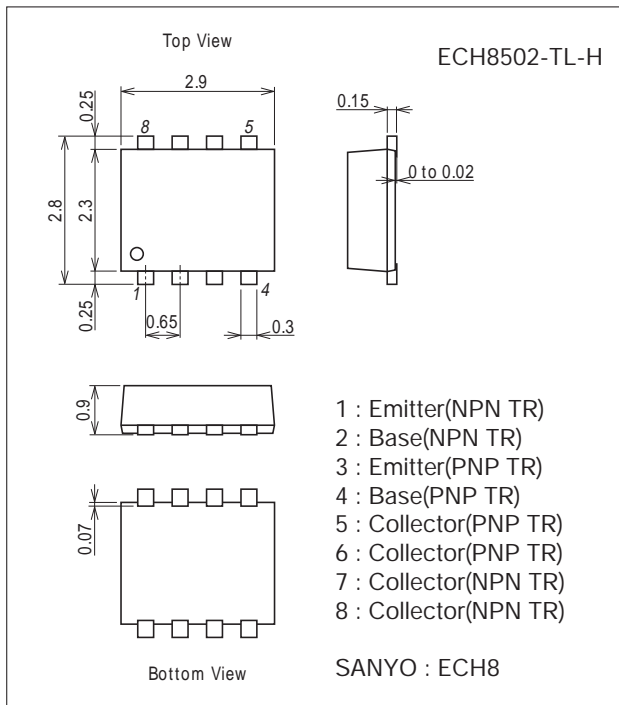 Top View
ECH8502-TL-H
2.9
0.15
0.25
8
5
0 to 0.02
2.8
2.3
1
4
0.25
0.65
0.3
0.9
1 : Emitter(NPN TR)
2 : Base(NPN TR)
3 : Emitter(PNP TR)
4 : Base(PNP TR)
5 : Collector(PNP TR)
6 : Collector(PNP TR)
7 : Collector(NPN TR)
8 : Collector(NPN TR)
0.07
Bottom View
SANYO : ECH8